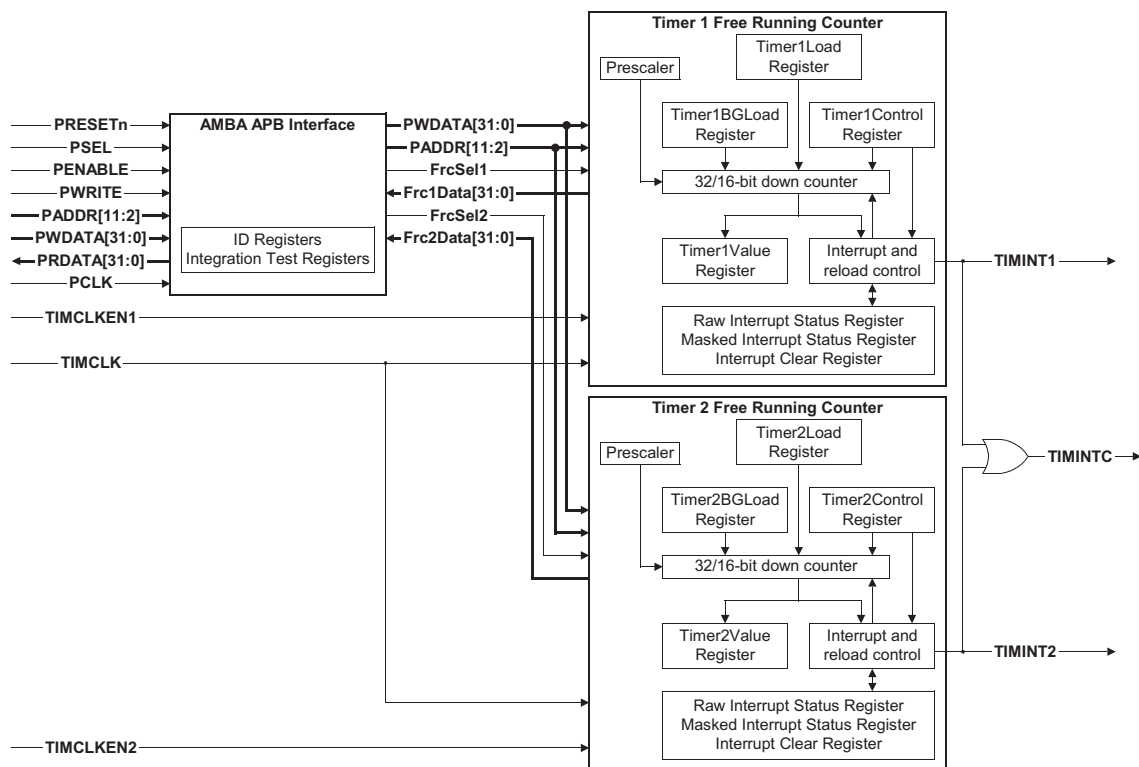 Timer 1 Free Running Counter
Timer1Load
Register
Prescaler
Timer1BGLoad
Register
Timer1Control
Register
32/16-bit down counter
Timer1Value
Register
Interrupt and
reload control
Raw Interrupt Status Register
Masked Interrupt Status Register
Interrupt Clear Register
PRESETn
PSEL
PENABLE
PWRITE
PADDR[11:2]
PWDATA[31:0]
PRDATA[31:0]
PCLK
AMBA APB Interface
ID Registers
Integration Test Registers
PWDATA[31:0]
PADDR[11:2]
FrcSel1
Frc1Data[31:0]
FrcSel2
Frc2Data[31:0]
TIMCLKEN1
TIMCLK
TIMINT1
Timer 2 Free Running Counter
Timer2Load
Register
Prescaler
Timer2BGLoad
Register
Timer2Control
Register
32/16-bit down counter
Timer2Value
Register
Interrupt and
reload control
Raw Interrupt Status Register
Masked Interrupt Status Register
Interrupt Clear Register
TIMINTC
TIMINT2
TIMCLKEN2